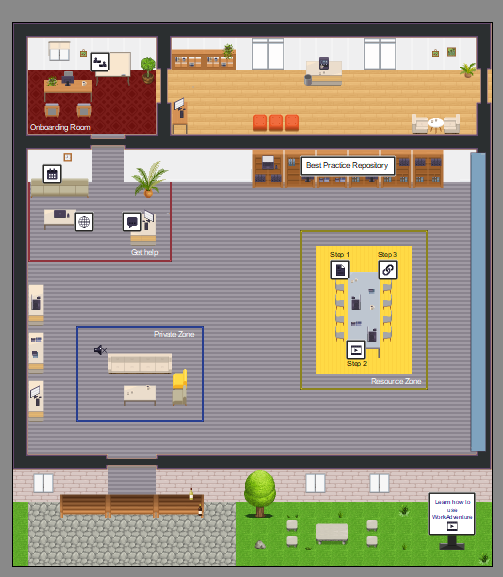 Onboarding Room
Best Practice Repository
Get help
Step 1
Step 3
Private Zone
Step 2
Resource Zone
Learn how to
use
WorkAdventure